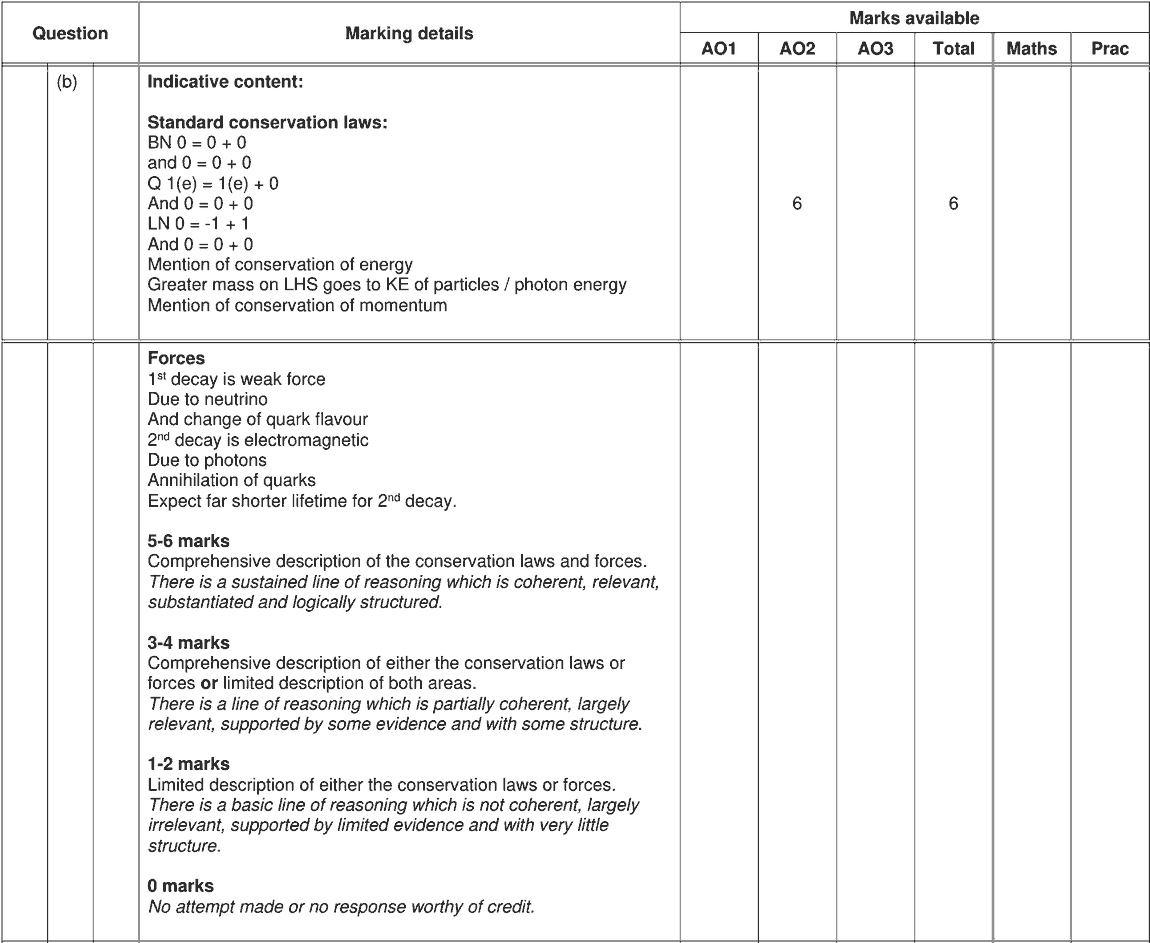 Question Marking details Marks available
AO1 AO2 AO3 Total Maths Prac
(b) Indicative content:
Standard conservation laws:
BN 0 = 0 + 0
and 0 = 0 + 0
Q 1(e) = 1(e) + 0
And 0 = 0 + 0 6 6
LN 0 = -1 + 1
And 0 = 0 + 0
Mention of conservation of energy
Greater mass on LHS goes to KE of particles / photon energy
Mention of conservation of momentum
Forces
1st decay is weak force
Due to neutrino
And change of quark flavour
2nd decay is electromagnetic
Due to photons
Annihilation of quarks
Expect far shorter lifetime for 2nd decay.
5-6 marks
Comprehensive description of the conservation laws and forces.
There is a sustained line of reasoning which is coherent, relevant,
substantiated and logically structured.
3-4 marks
Comprehensive description of either the conservation laws or
forces or limited description of both areas.
There is a line of reasoning which is partially coherent, largely
relevant, supported by some evidence and with some structure.
1-2 marks
Limited description of either the conservation laws or forces.
There is a basic line of reasoning which is not coherent, largely
irrelevant, supported by limited evidence and with very little
structure.
0 marks
No attempt made or no response worthy of credit.